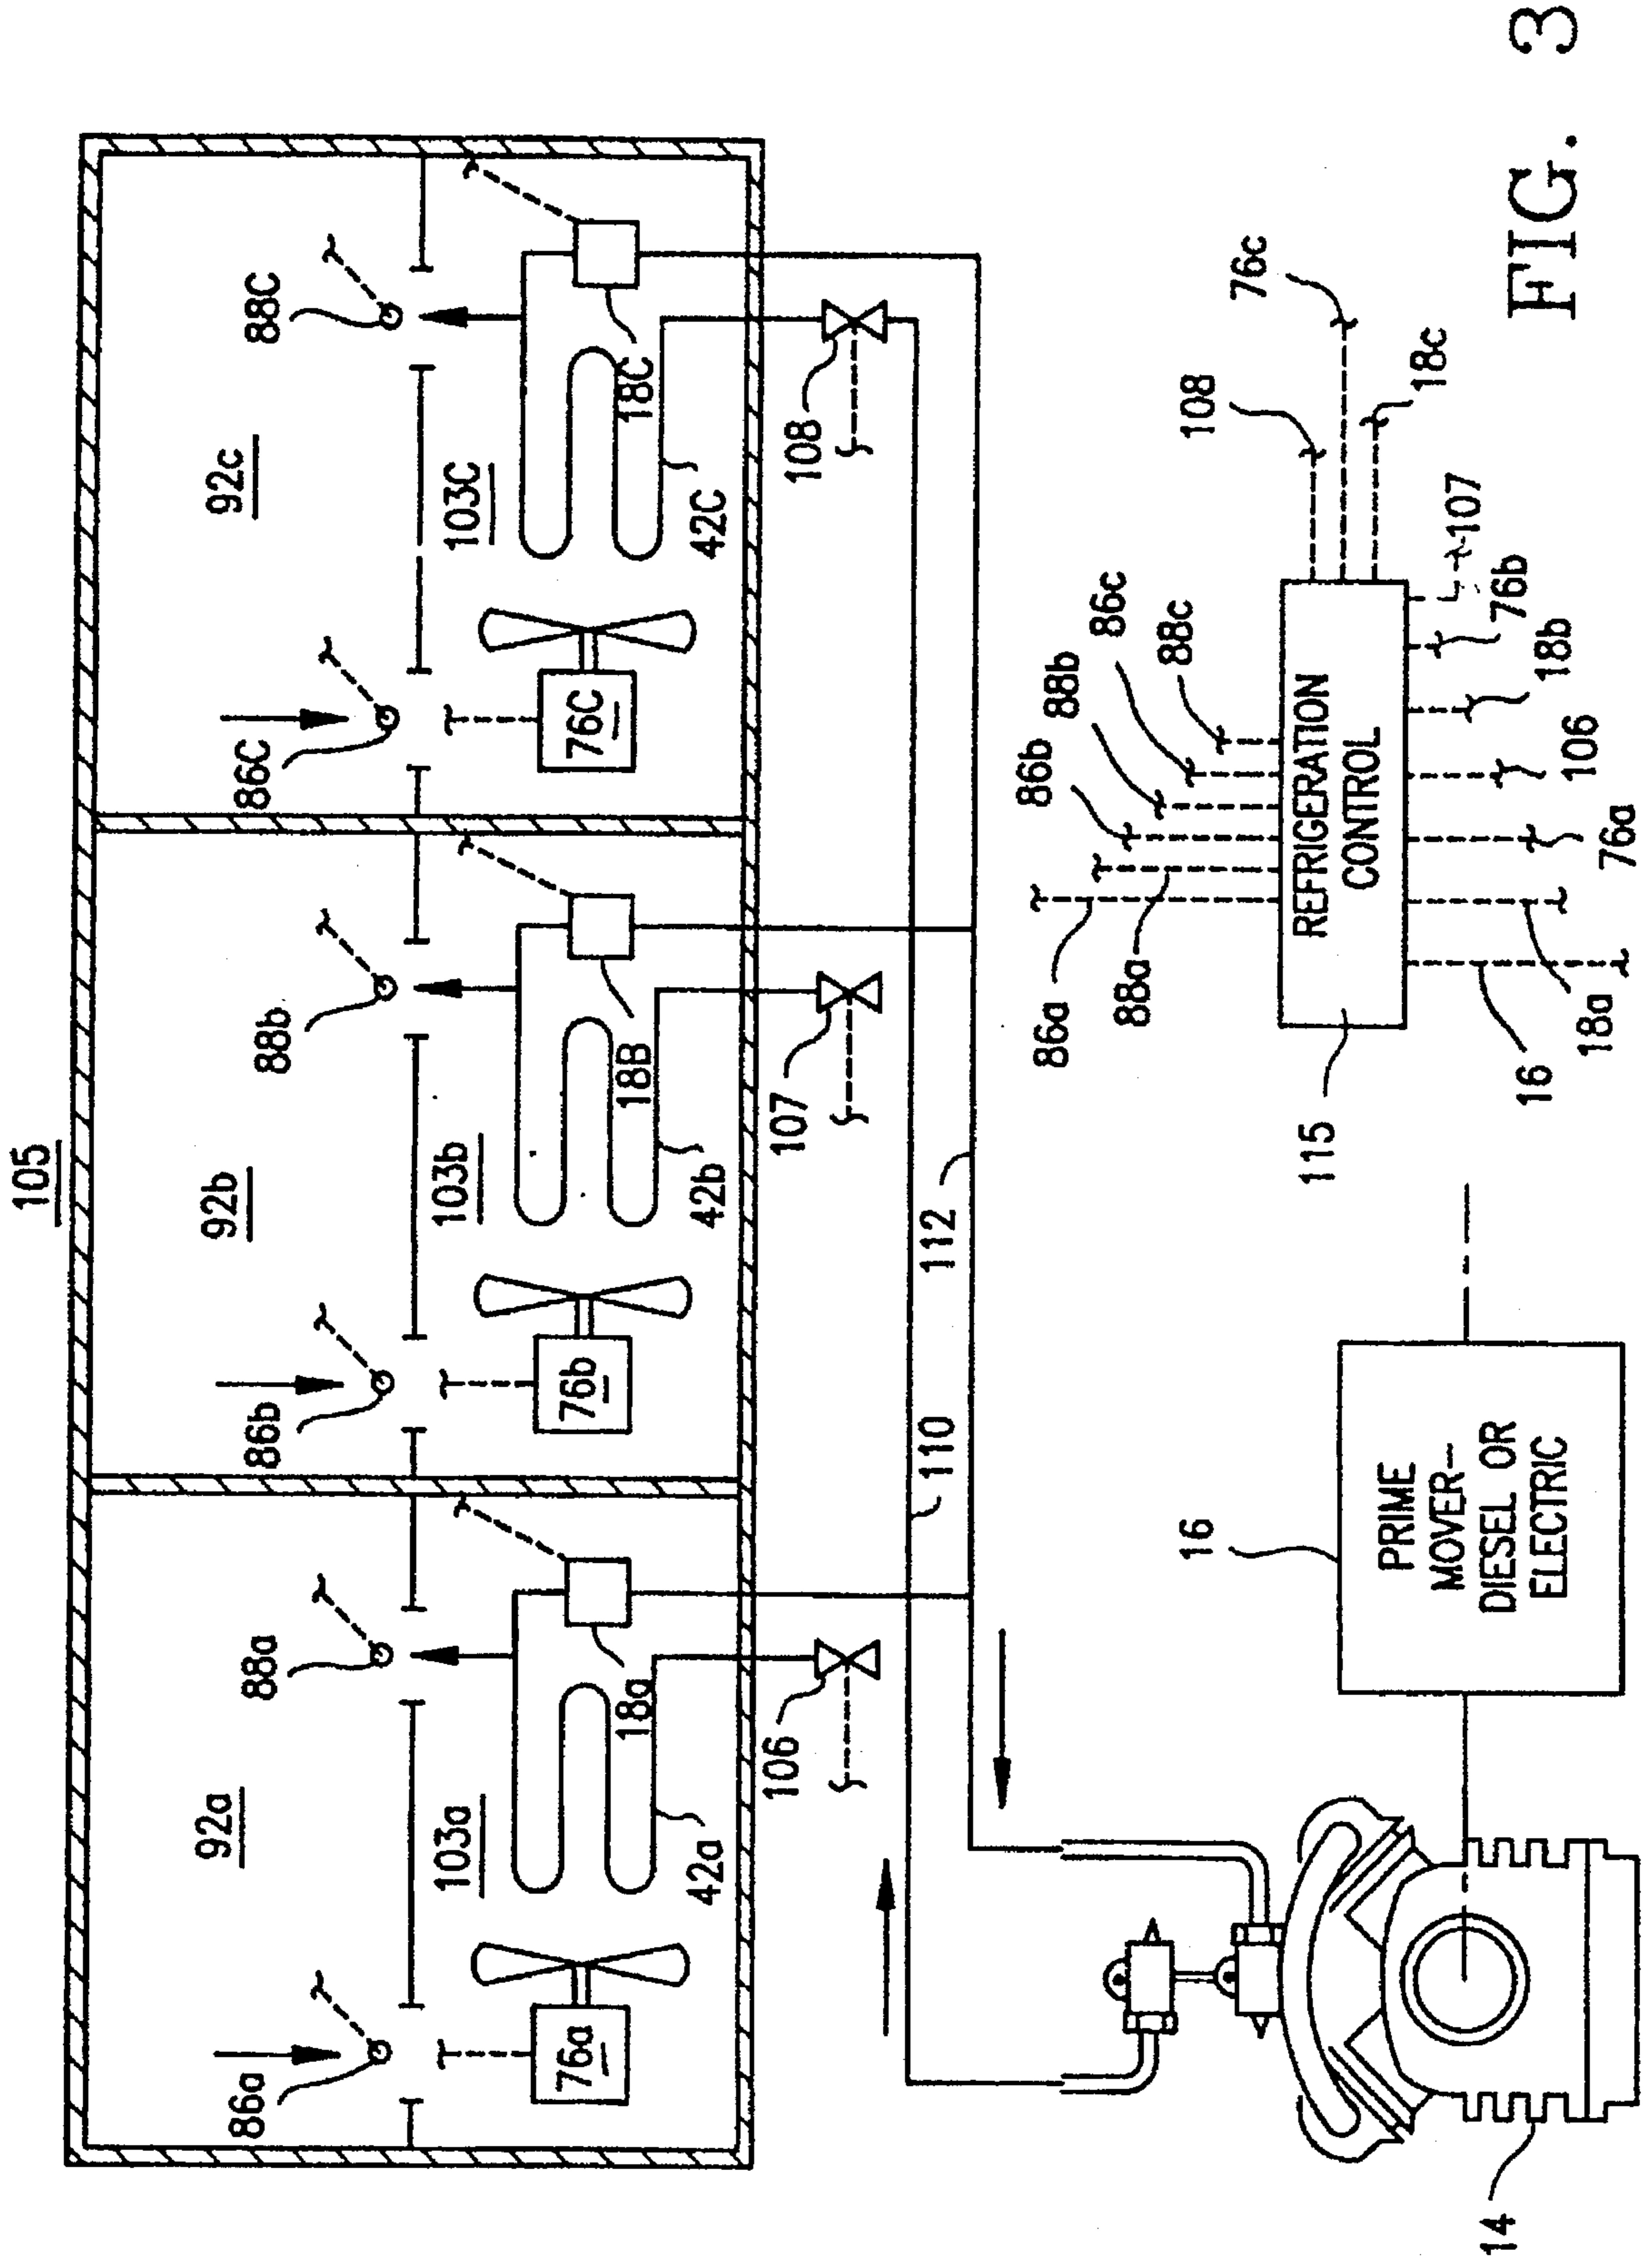 105
92a
92b
92c
86a
88a
86b
88b
86C
88C
103a
103b
103C
76a
18a
76b
18B
76C
18C
42a
42b
42C
106
107
108
110
112
14
16
PRIME
MOVER-
DIESEL OR
ELECTRIC
115
REFRIGERATION
CONTROL
86a
88a
86b
88b
86c
88c
108
76c
18c
16
18a
76a
106
18b
76b
107
FIG. 3